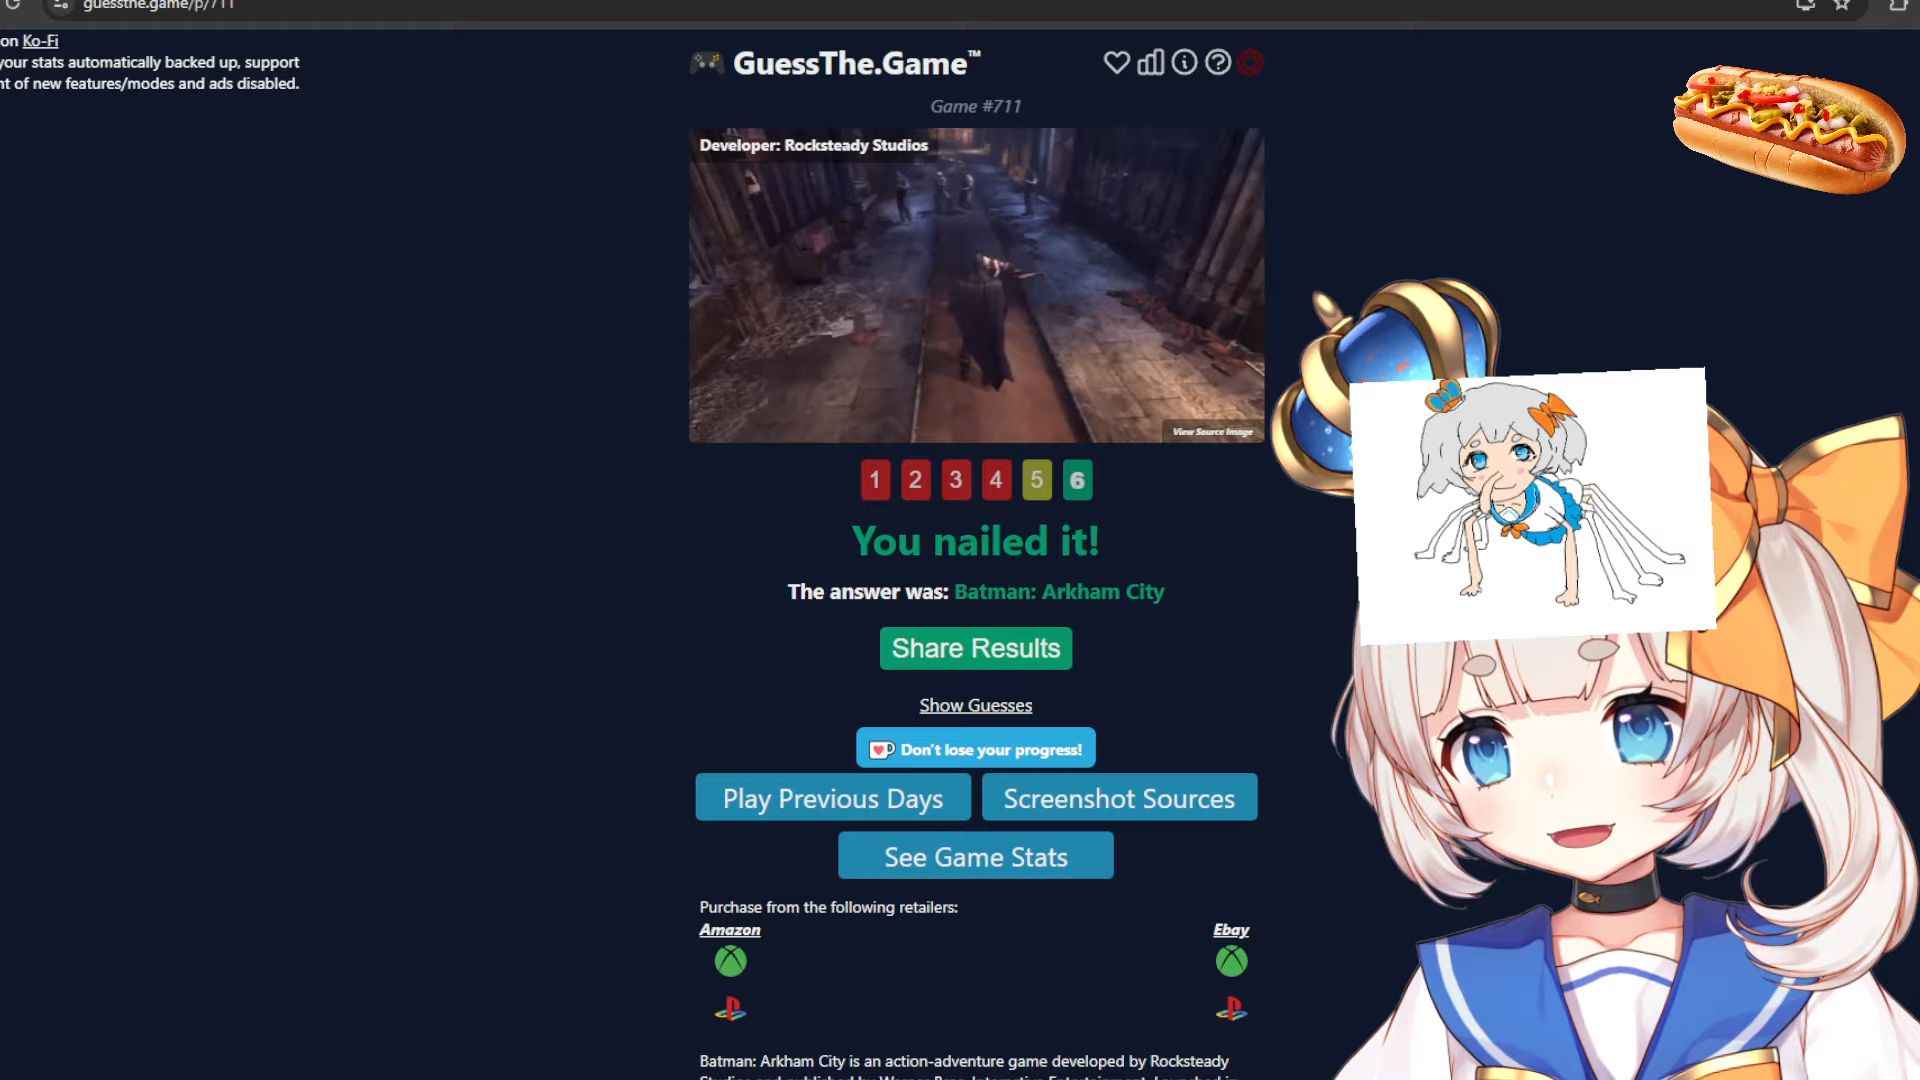 guessthe.game/p/711
on Ko-Fi
your stats automatically backed up, support
nt of new features/modes and ads disabled.
GuessThe.Game™
Game #711
Developer: Rocksteady Studios
View Source Image
1 2 3 4 5 6
You nailed it!
The answer was: Batman: Arkham City
Share Results
Show Guesses
Don't lose your progress!
Play Previous Days
Screenshot Sources
See Game Stats
Purchase from the following retailers:
Amazon
Ebay
Batman: Arkham City is an action-adventure game developed by Rocksteady